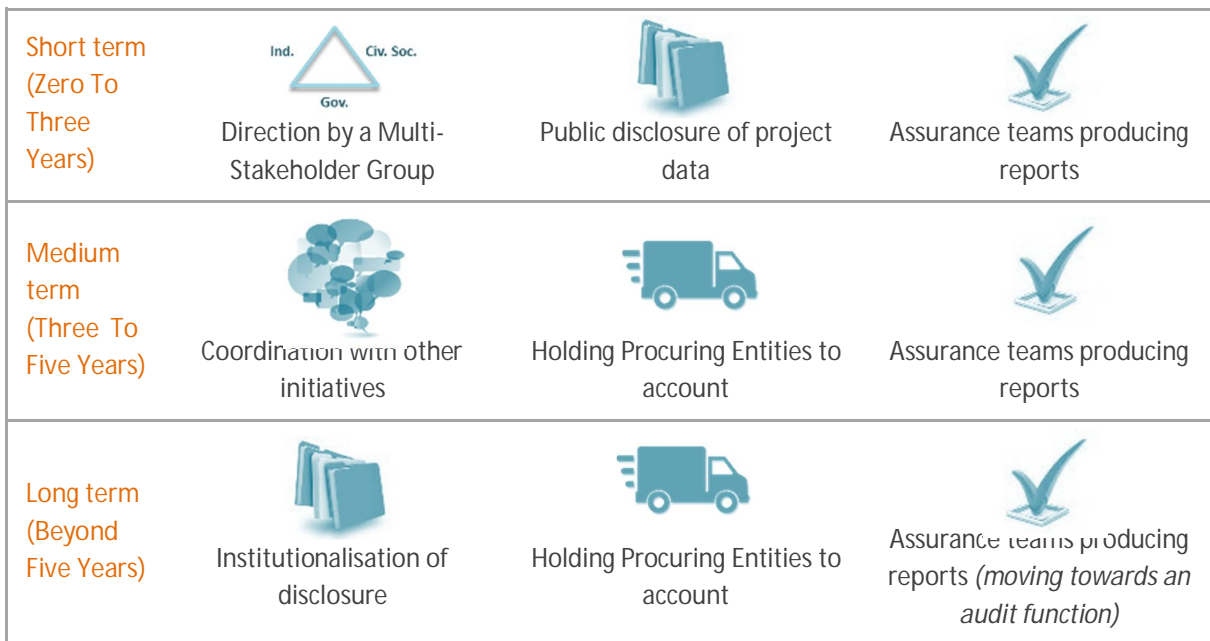 Short term
(Zero To
Three
Years)
Ind.
Civ. Soc.
Gov.
Direction by a Multi-
Stakeholder Group
Public disclosure of project
data
Assurance teams producing
reports
Medium
term
(Three To
Five Years)
Coordination with other
initiatives
Holding Procuring Entities to
account
Assurance teams producing
reports
Long term
(Beyond
Five Years)
Institutionalisation of
disclosure
Holding Procuring Entities to
account
Assurance teams producing
reports (moving towards an
audit function)